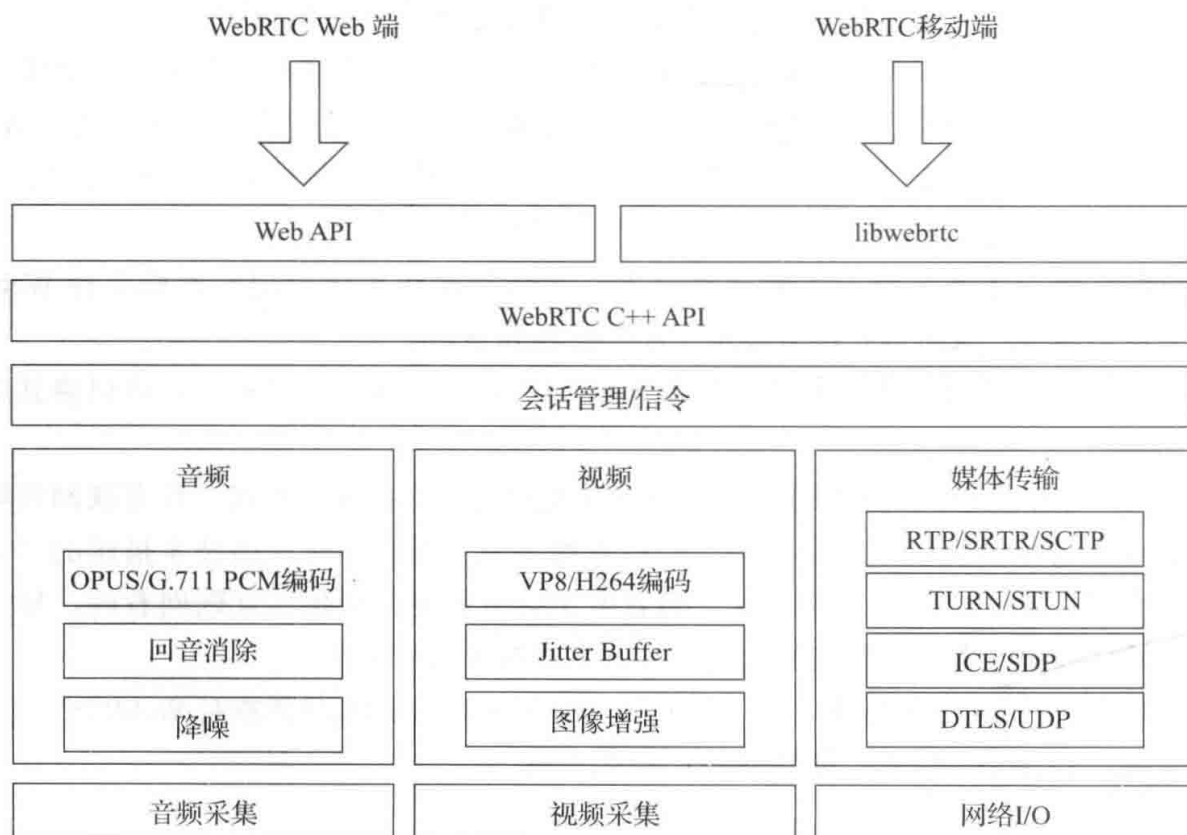 WebRTC Web 端
WebRTC移动端
Web API
libwebrtc
WebRTC C++ API
会话管理/信令
音频
OPUS/G.711 PCM编码
回音消除
降噪
视频
VP8/H264编码
Jitter Buffer
图像增强
媒体传输
RTP/SRTR/SCTP
TURN/STUN
ICE/SDP
DTLS/UDP
音频采集
视频采集
网络I/O